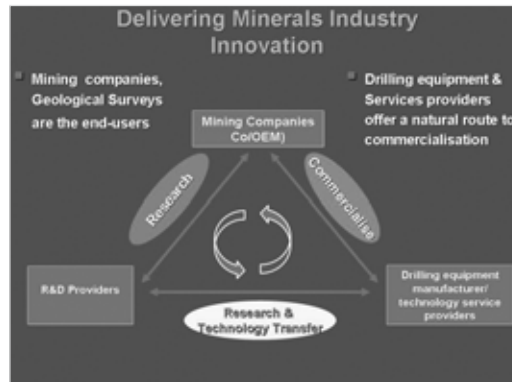 Delivering Minerals Industry
Innovation
Mining companies,
Geological Surveys
are the end-users
Drilling equipment &
Services providers
offer a natural route to
commercialisation
Mining Companies
Co/OEM)
Research
Commercialise
R&D Providers
Drilling equipment
manufacturer/
technology service
providers
Research &
Technology Transfer